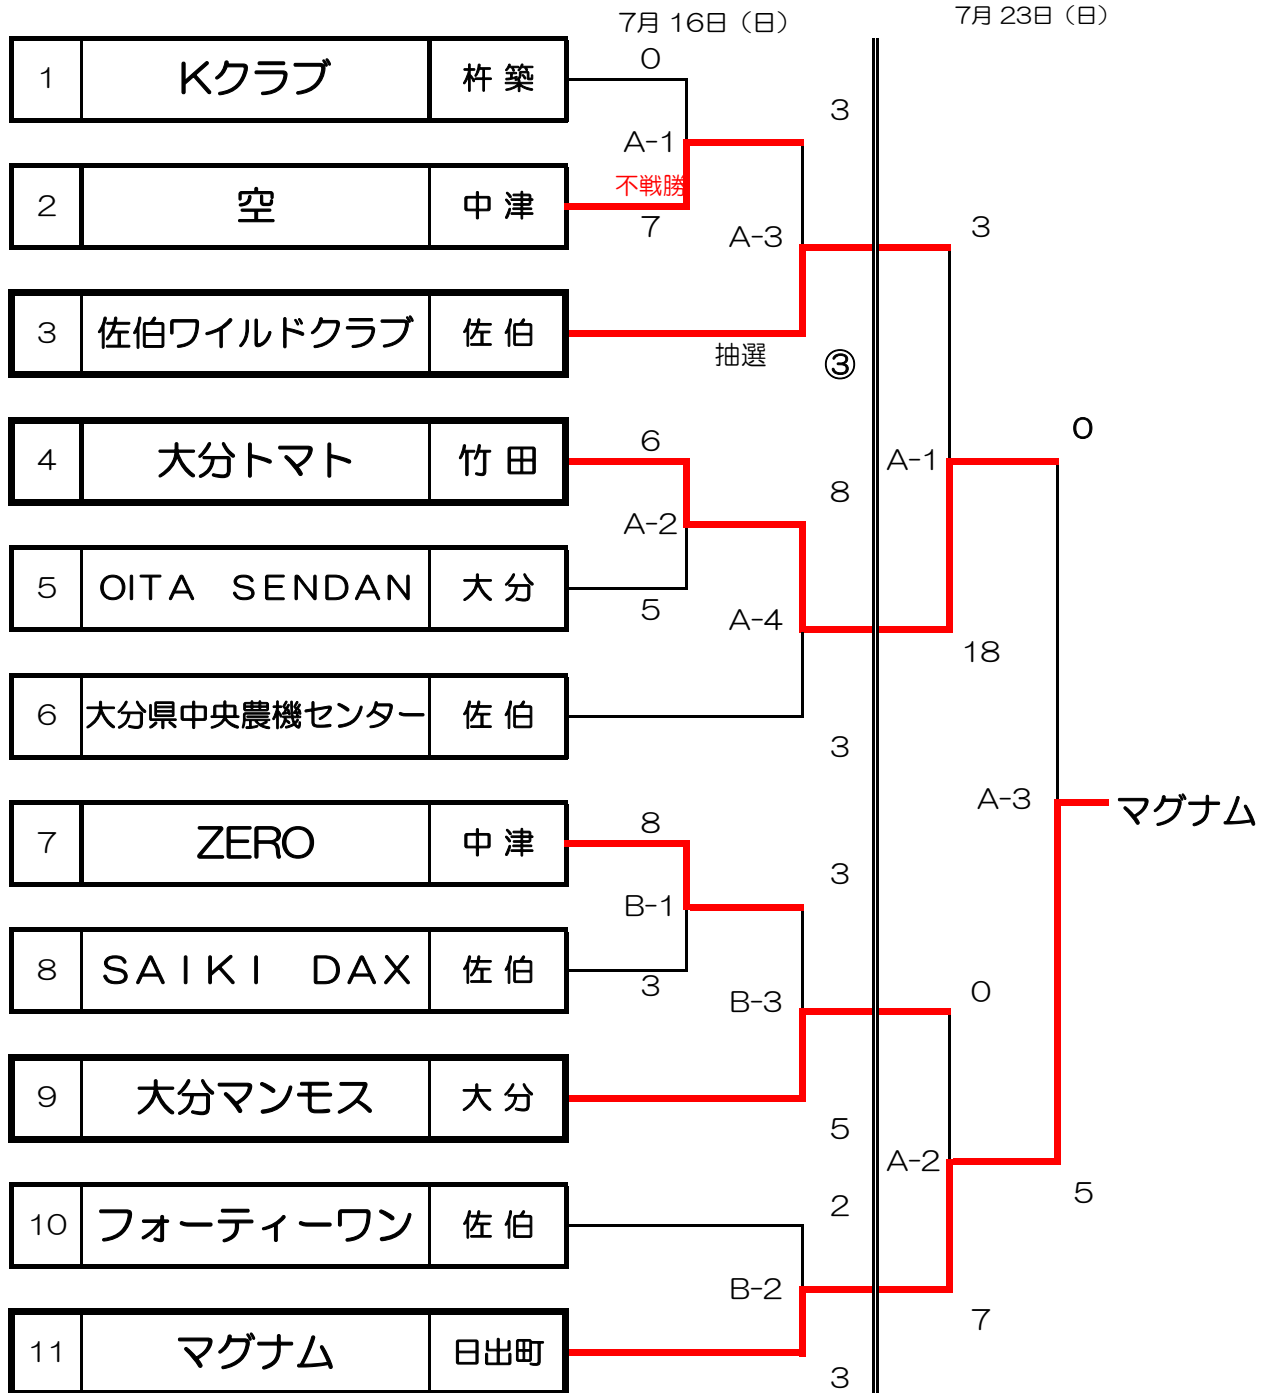 7月 16日（日）
7月 23日（日）
0
1 Kクラブ 杵 築
3
A-1
不戦勝
2 空 中 津
7
A-3
3
3 佐伯ワイルドクラブ 佐 伯
抽選
③
0
4 大分トマト 竹 田
6
A-1
8
A-2
5 OITA　SENDAN 大 分
5
A-4
18
6 大分県中央農機センター 佐 伯
3
A-3
マグナム
7 ZERO 中 津
8
3
B-1
8 SAIKI　DAX 佐 伯
3
B-3
0
9 大分マンモス 大 分
5
A-2
5
2
10 フォーティーワン 佐 伯
B-2
7
11 マグナム 日出町
3